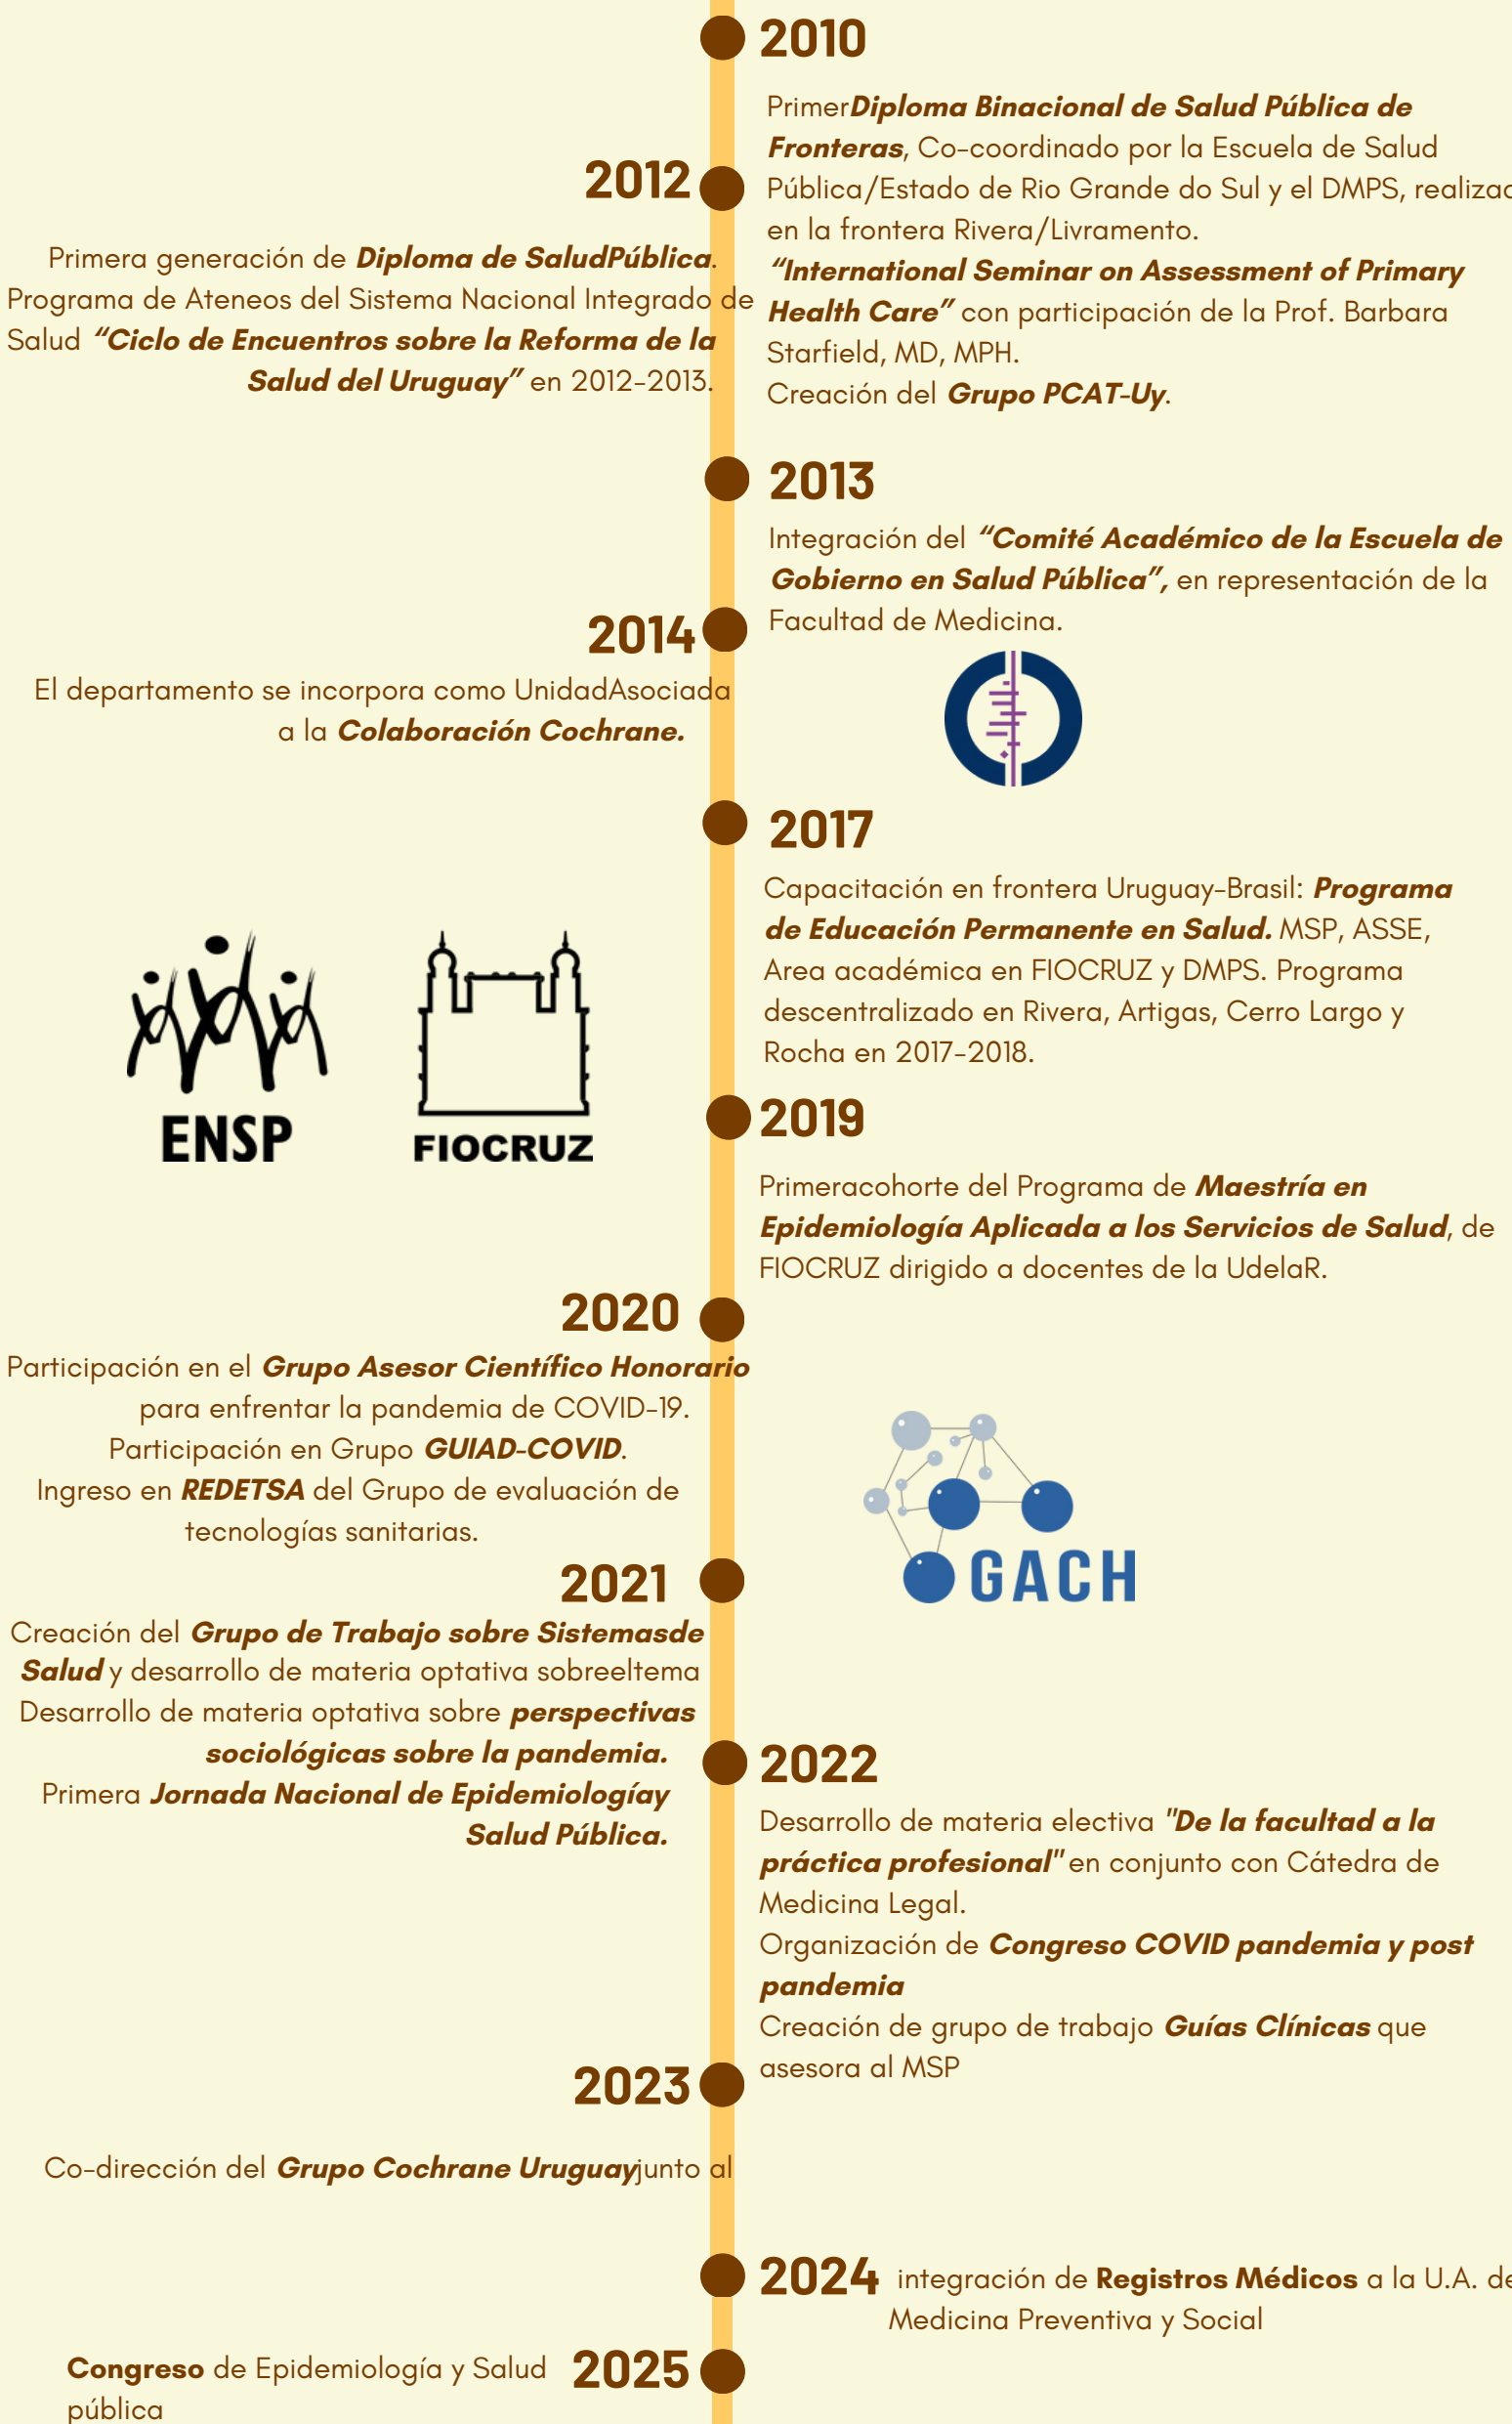 2010
PrimerDiploma Binacional de Salud Pública de
Fronteras, Co-coordinado por la Escuela de Salud
Pública/Estado de Rio Grande do Sul y el DMPS, realizad
en la frontera Rivera/Livramento.
“International Seminar on Assessment of Primary
Health Care” con participación de la Prof. Barbara
Starfield, MD, MPH.
Creación del Grupo PCAT-Uy.
2012
Primera generación de Diploma de SaludPública.
Programa de Ateneos del Sistema Nacional Integrado de
Salud “Ciclo de Encuentros sobre la Reforma de la
Salud del Uruguay” en 2012-2013.
2013
Integración del “Comité Académico de la Escuela de
Gobierno en Salud Pública”, en representación de la
Facultad de Medicina.
2014
El departamento se incorpora como UnidadAsociada
a la Colaboración Cochrane.
2017
Capacitación en frontera Uruguay-Brasil: Programa
de Educación Permanente en Salud. MSP, ASSE,
Area académica en FIOCRUZ y DMPS. Programa
descentralizado en Rivera, Artigas, Cerro Largo y
Rocha en 2017-2018.
ENSP
FIOCRUZ
2019
Primeracohorte del Programa de Maestría en
Epidemiología Aplicada a los Servicios de Salud, de
FIOCRUZ dirigido a docentes de la UdelaR.
2020
Participación en el Grupo Asesor Científico Honorario
para enfrentar la pandemia de COVID-19.
Participación en Grupo GUIAD-COVID.
Ingreso en REDETSA del Grupo de evaluación de
tecnologías sanitarias.
GACH
2021
Creación del Grupo de Trabajo sobre Sistemasde
Salud y desarrollo de materia optativa sobreeltema
Desarrollo de materia optativa sobre perspectivas
sociológicas sobre la pandemia.
Primera Jornada Nacional de Epidemiologíay
Salud Pública.
2022
Desarrollo de materia electiva "De la facultad a la
práctica profesional" en conjunto con Cátedra de
Medicina Legal.
Organización de Congreso COVID pandemia y post
pandemia
Creación de grupo de trabajo Guías Clínicas que
asesora al MSP
2023
Co-dirección del Grupo Cochrane Uruguayjunto al
2024 integración de Registros Médicos a la U.A. de
Medicina Preventiva y Social
2025
Congreso de Epidemiología y Salud
pública